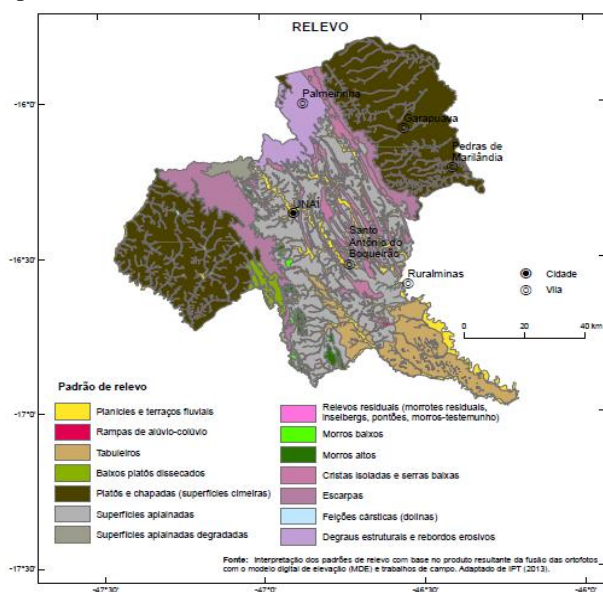 RELEVO
-16°0'
-16°30'
-17°0'
-17°30'
Palmeirinha
Garapuava
Pedras de
Marilândia
UNAÍ
Santo
Antônio do
Boqueirão
Ruralminas
Cidade
Vila
0 20 40 km
Padrão de relevo
Planícies e terraços fluviais
Rampas de alúvio-colúvio
Tabuleiros
Baixos platôs dissecados
Platôs e chapadas (superfícies cimeiras)
Superfícies aplainadas
Superfícies aplainadas degradadas
Relevos residuais (morrotes residuais,
inselbergs, pontões, morros-testemunho)
Morros baixos
Morros altos
Cristas isoladas e serras baixas
Escarpas
Feições cársticas (dolinas)
Degraus estruturais e rebordos erosivos
Fonte: Interpretação dos padrões de relevo com base no produto resultante da fusão das ortofotos
com o modelo digital de elevação (MDE) e trabalhos de campo. Adaptado de IPT (2013).
-47°30'
-47°0'
-46°30'
-46°0'